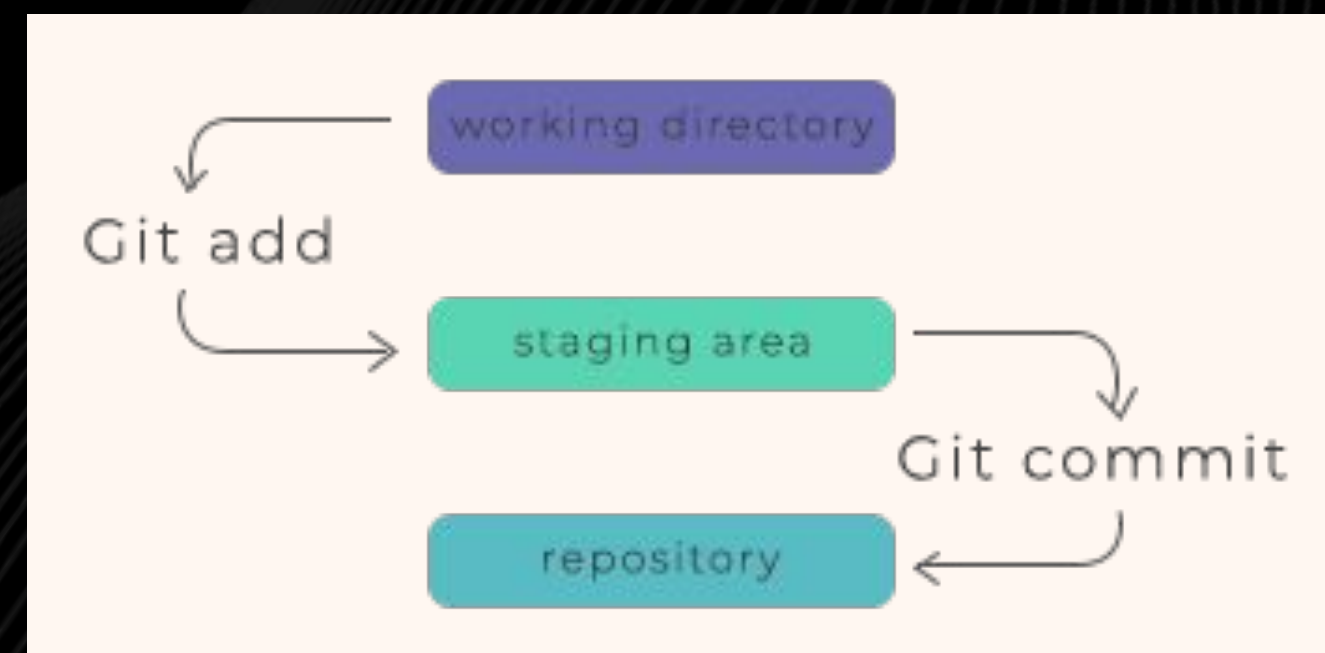 working directory
Git add
staging area
Git commit
repository